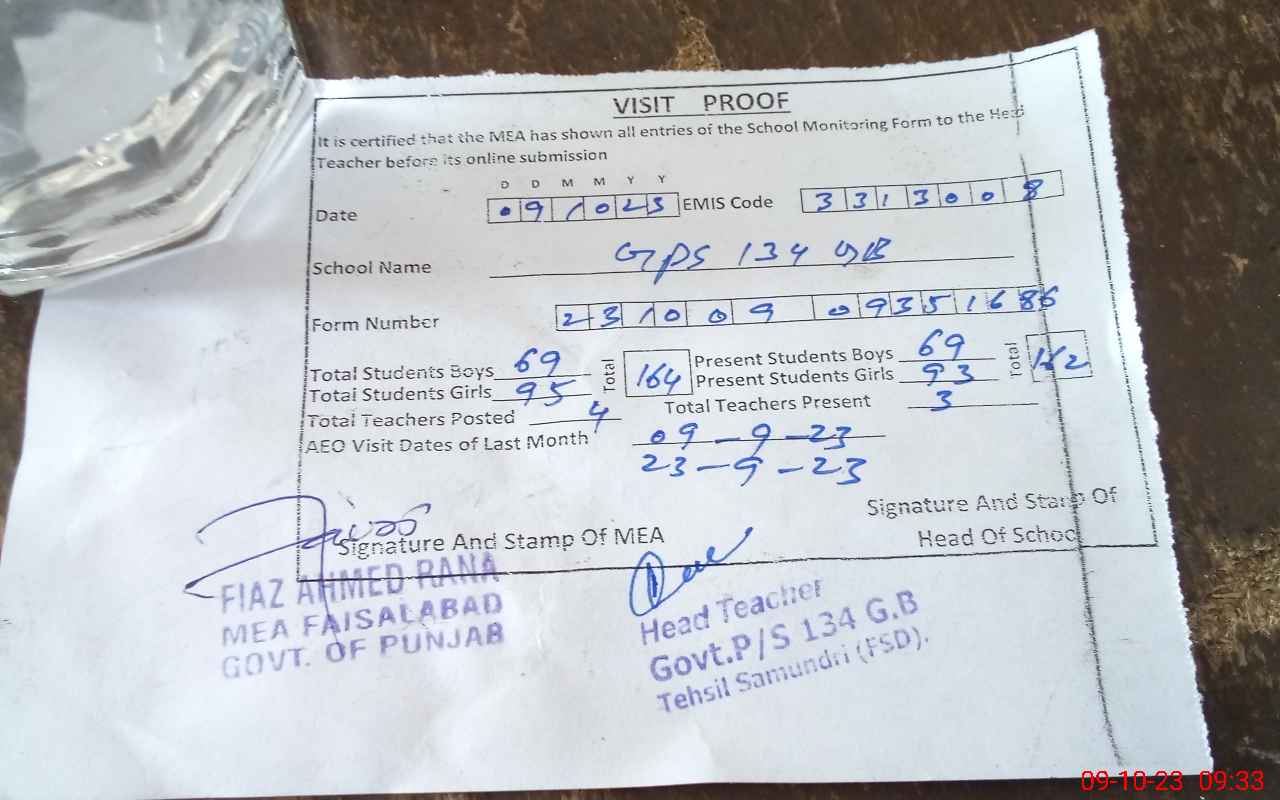 VISIT PROOF
It is certified that the MEA has shown all entries of the School Monitoring Form to the Head
Teacher before its online submission
D D M M Y Y
Date 091023 EMIS Code 3313008
School Name GPS 134 GB
Form Number 231009 0935168
Total Students Boys 69 Total 164 Present Students Boys 69 Total 162
Total Students Girls 95 Present Students Girls 93
Total Teachers Posted 4 Total Teachers Present 3
AEO Visit Dates of Last Month 09-9-23
23-9-23
Signature And Stamp Of MEA
Signature And Stamp Of
Head Of School
FIAZ AHMED RANA
MEA FAISALABAD
GOVT. OF PUNJAB
Head Teacher
Govt.P/S 134 G.B
Tehsil Samundri (FSD).
09-10-23 09:33